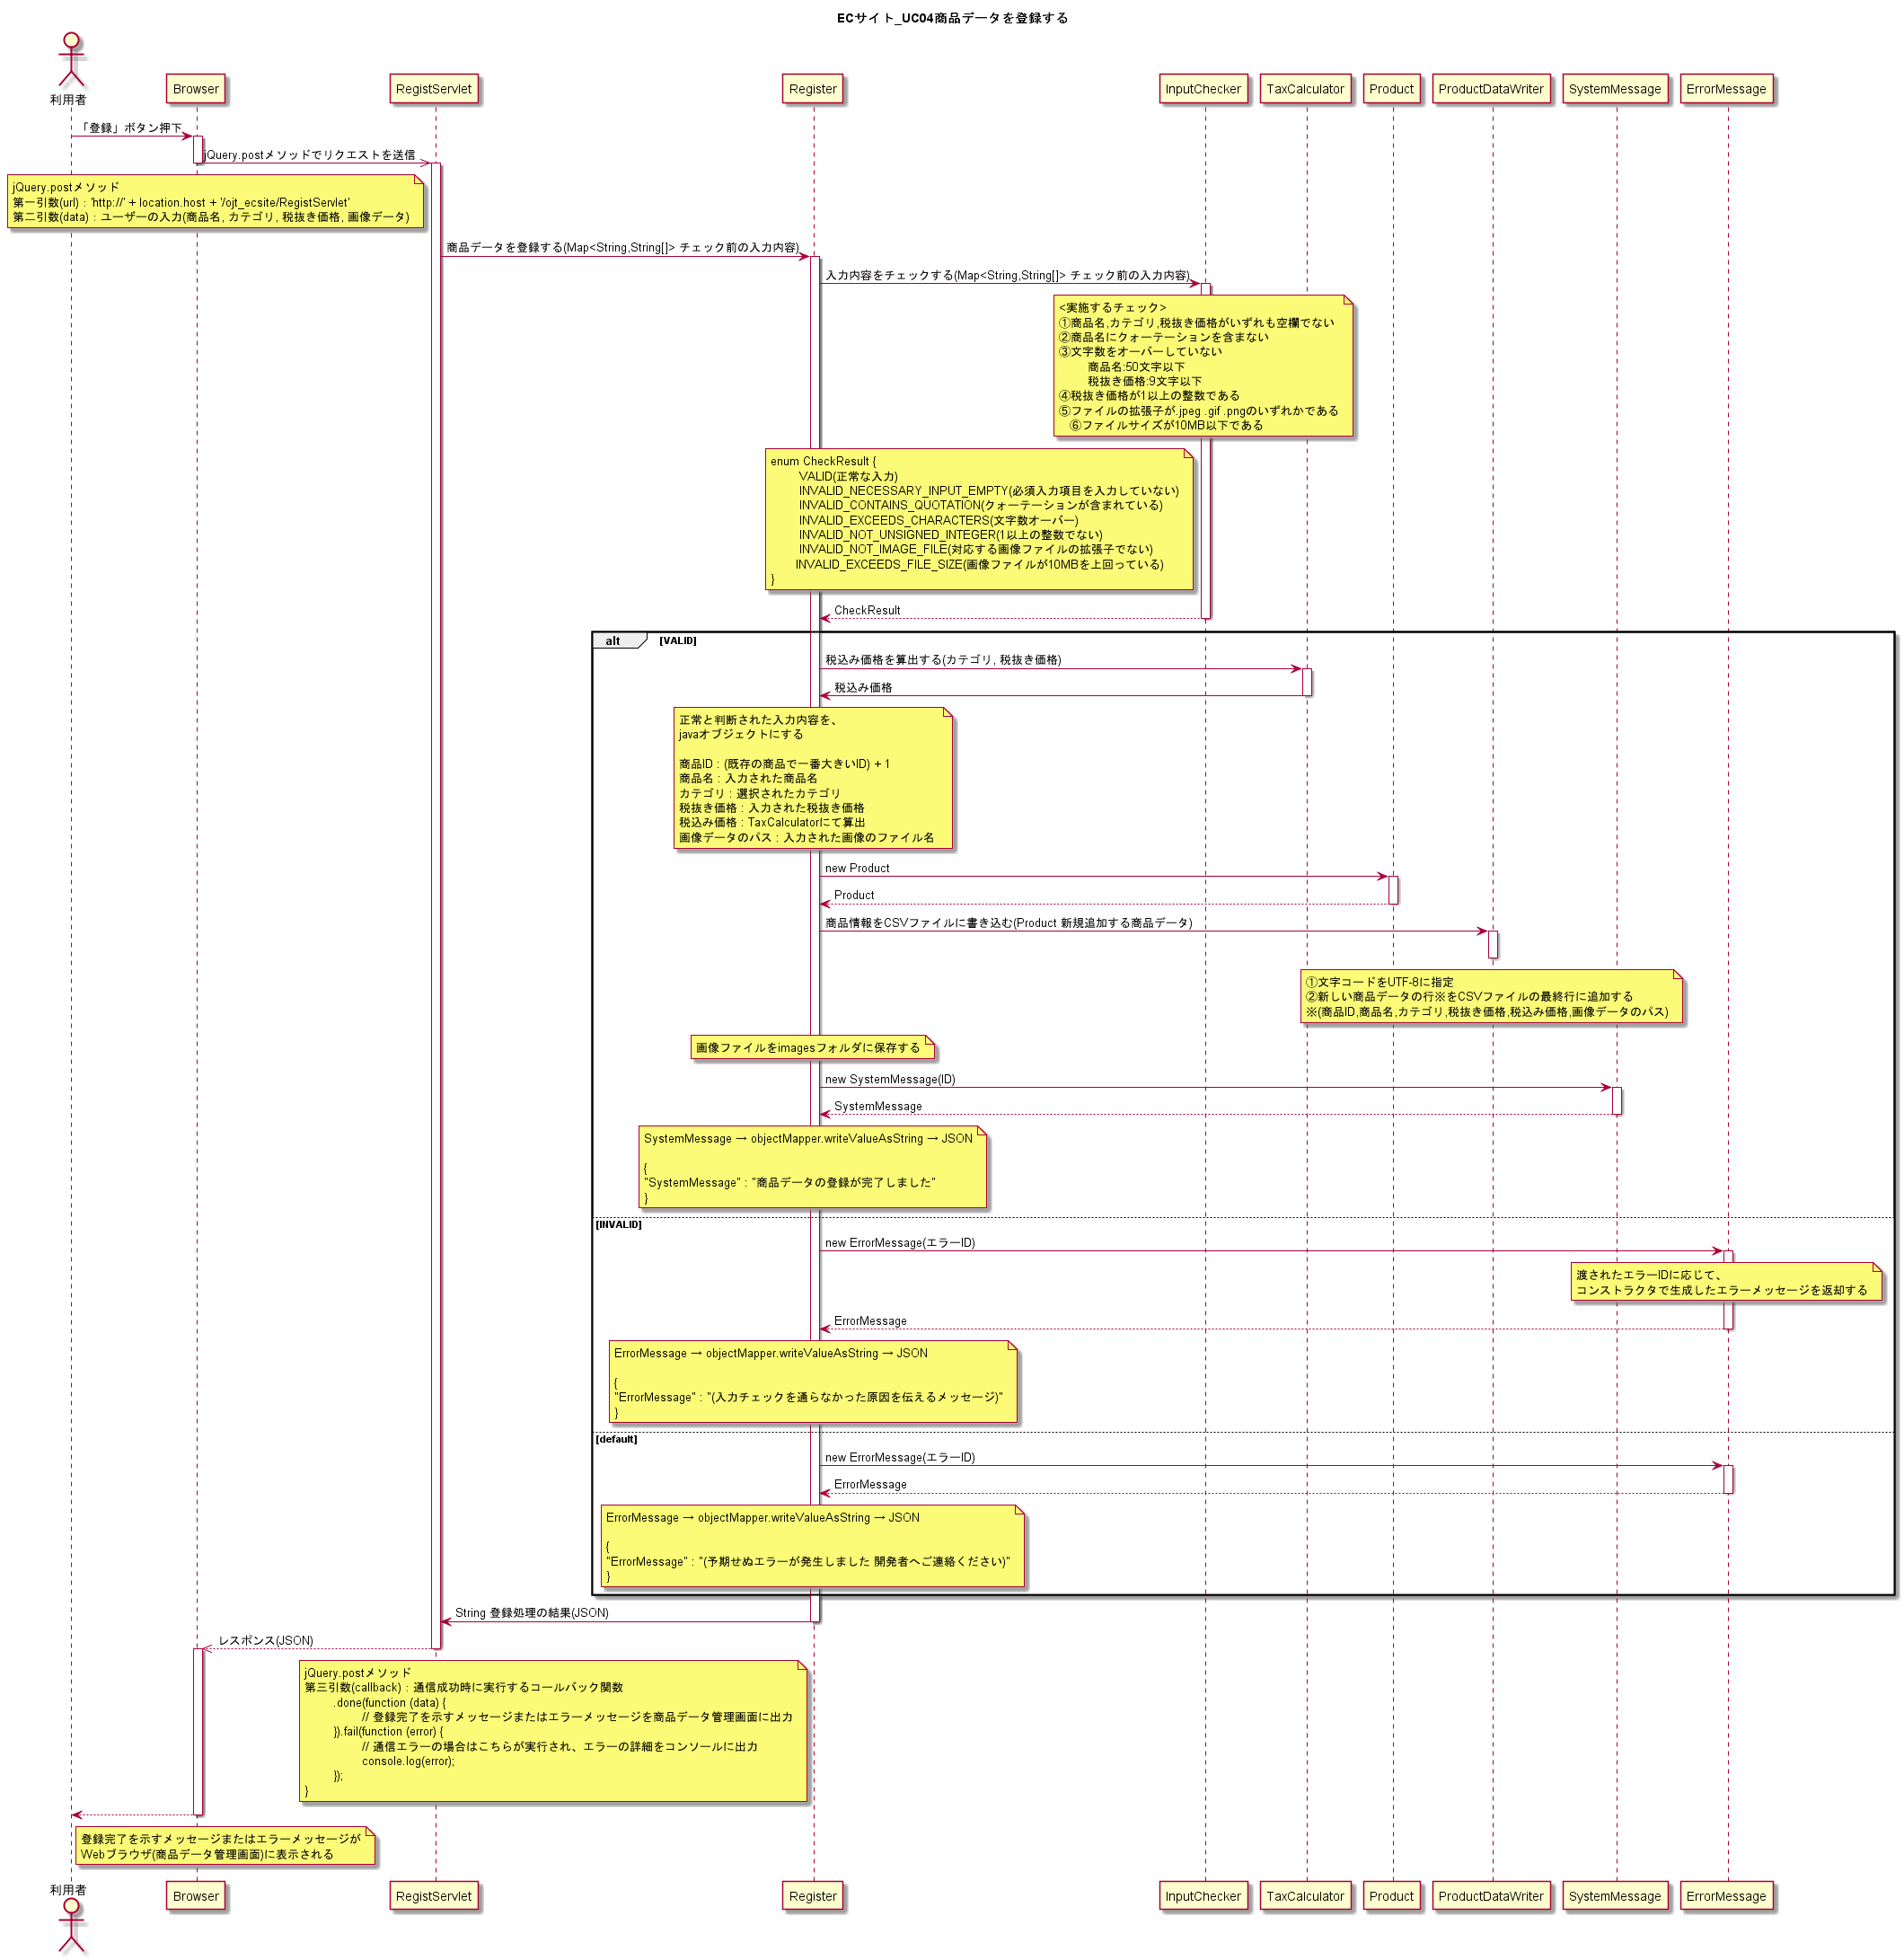 ECサイト_UC04商品データを登録する
利用者
Browser
RegistServlet
Register
InputChecker
TaxCalculator
Product
ProductDataWriter
SystemMessage
ErrorMessage
「登録」ボタン押下
jQuery.postメソッドでリクエストを送信
jQuery.postメソッド
第一引数(url) : 'http://' + location.host + '/ojt_ecsite/RegistServlet'
第二引数(data) : ユーザーの入力(商品名, カテゴリ, 税抜き価格, 画像データ)
商品データを登録する(Map<String,String[]> チェック前の入力内容)
入力内容をチェックする(Map<String,String[]> チェック前の入力内容)
<実施するチェック>
①商品名,カテゴリ,税抜き価格がいずれも空欄でない
②商品名にクォーテーションを含まない
③文字数をオーバーしていない
商品名:50文字以下
税抜き価格:9文字以下
④税抜き価格が1以上の整数である
⑤ファイルの拡張子が.jpeg .gif .pngのいずれかである
⑥ファイルサイズが10MB以下である
enum CheckResult {
VALID(正常な入力)
INVALID_NECESSARY_INPUT_EMPTY(必須入力項目を入力していない)
INVALID_CONTAINS_QUOTATION(クォーテーションが含まれている)
INVALID_EXCEEDS_CHARACTERS(文字数オーバー)
INVALID_NOT_UNSIGNED_INTEGER(1以上の整数でない)
INVALID_NOT_IMAGE_FILE(対応する画像ファイルの拡張子でない)
INVALID_EXCEEDS_FILE_SIZE(画像ファイルが10MBを上回っている)
}
CheckResult
alt [VALID]
税込み価格を算出する(カテゴリ, 税抜き価格)
税込み価格
正常と判断された入力内容を、
javaオブジェクトにする
商品ID : (既存の商品で一番大きいID) + 1
商品名 : 入力された商品名
カテゴリ : 選択されたカテゴリ
税抜き価格 : 入力された税抜き価格
税込み価格 : TaxCalculatorにて算出
画像データのパス : 入力された画像のファイル名
new Product
Product
商品情報をCSVファイルに書き込む(Product 新規追加する商品データ)
①文字コードをUTF-8に指定
②新しい商品データの行※をCSVファイルの最終行に追加する
※(商品ID,商品名,カテゴリ,税抜き価格,税込み価格,画像データのパス)
画像ファイルをimagesフォルダに保存する
new SystemMessage(ID)
SystemMessage
SystemMessage → objectMapper.writeValueAsString → JSON
{
"SystemMessage" : "商品データの登録が完了しました"
}
[INVALID]
new ErrorMessage(エラーID)
渡されたエラーIDに応じて、
コンストラクタで生成したエラーメッセージを返却する
ErrorMessage
ErrorMessage → objectMapper.writeValueAsString → JSON
{
"ErrorMessage" : "(入力チェックを通らなかった原因を伝えるメッセージ)"
}
[default]
new ErrorMessage(エラーID)
ErrorMessage
ErrorMessage → objectMapper.writeValueAsString → JSON
{
"ErrorMessage" : "(予期せぬエラーが発生しました 開発者へご連絡ください)"
}
String 登録処理の結果(JSON)
レスポンス(JSON)
jQuery.postメソッド
第三引数(callback) : 通信成功時に実行するコールバック関数
.done(function (data) {
// 登録完了を示すメッセージまたはエラーメッセージを商品データ管理画面に出力
}).fail(function (error) {
// 通信エラーの場合はこちらが実行され、エラーの詳細をコンソールに出力
console.log(error);
});
}
登録完了を示すメッセージまたはエラーメッセージが
Webブラウザ(商品データ管理画面)に表示される
利用者
Browser
RegistServlet
Register
InputChecker
TaxCalculator
Product
ProductDataWriter
SystemMessage
ErrorMessage